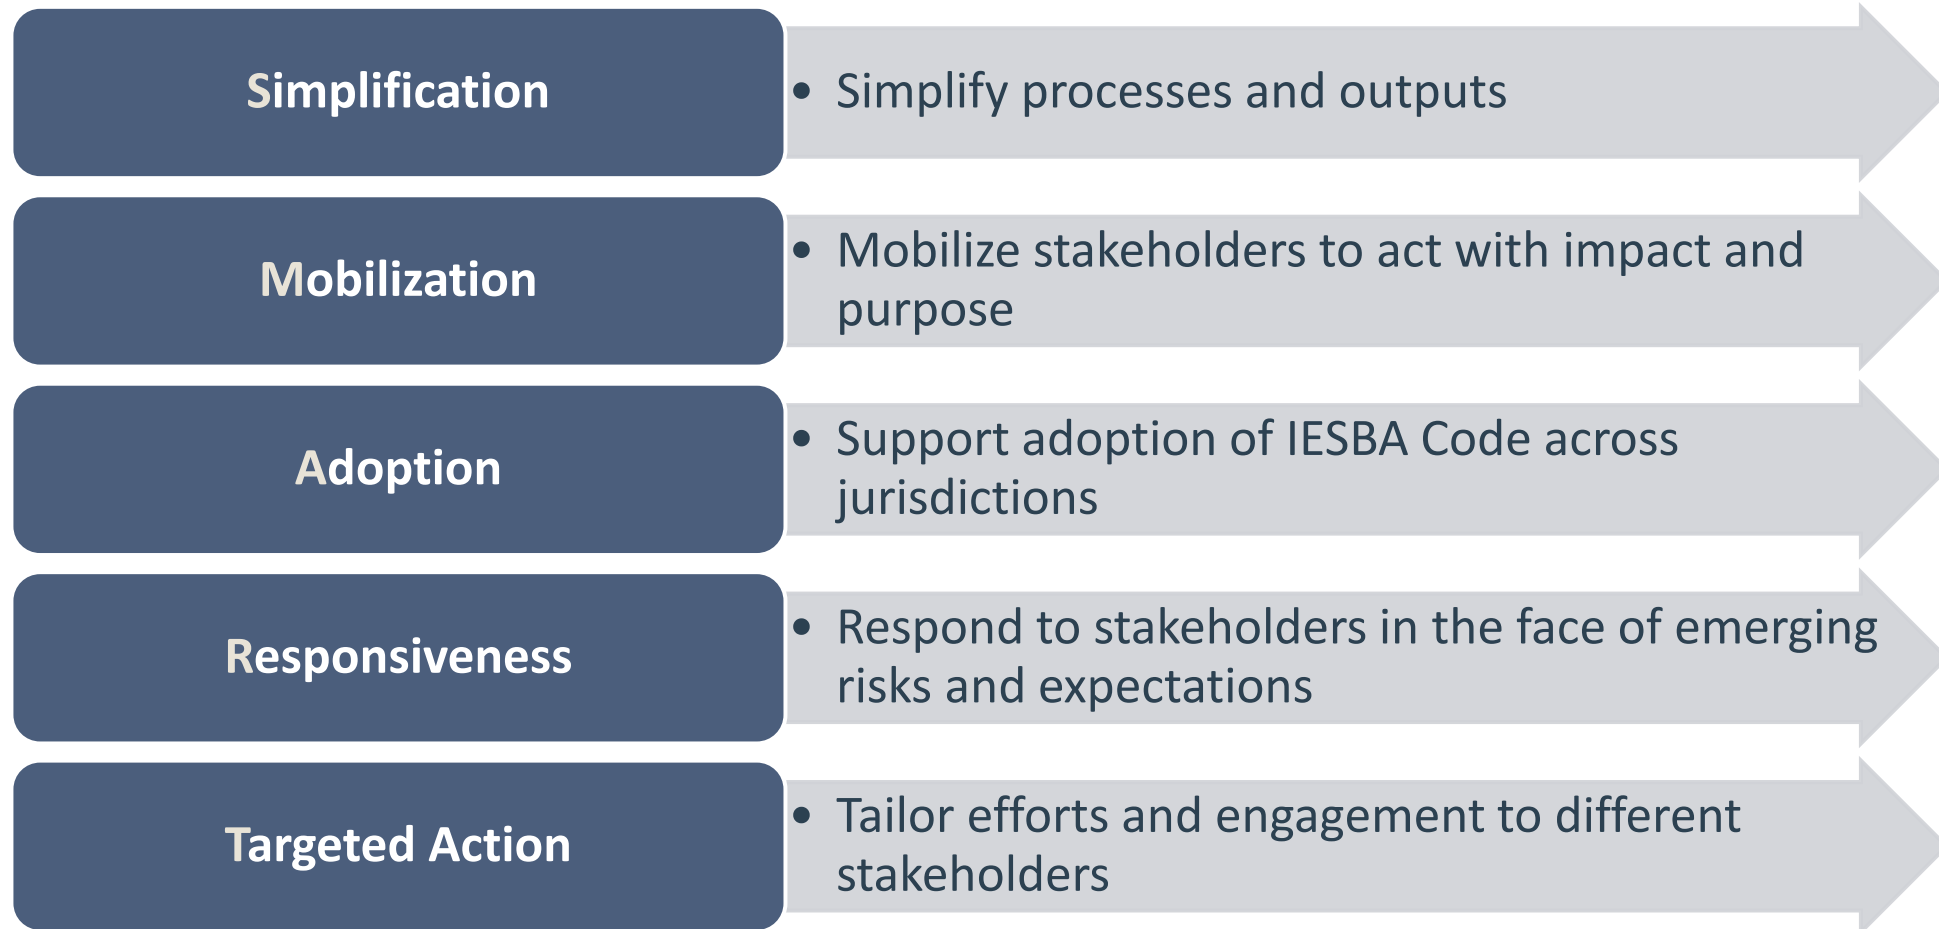 Simplification
• Simplify processes and outputs
Mobilization
• Mobilize stakeholders to act with impact and
purpose
Adoption
• Support adoption of IESBA Code across
jurisdictions
Responsiveness
• Respond to stakeholders in the face of emerging
risks and expectations
Targeted Action
• Tailor efforts and engagement to different
stakeholders